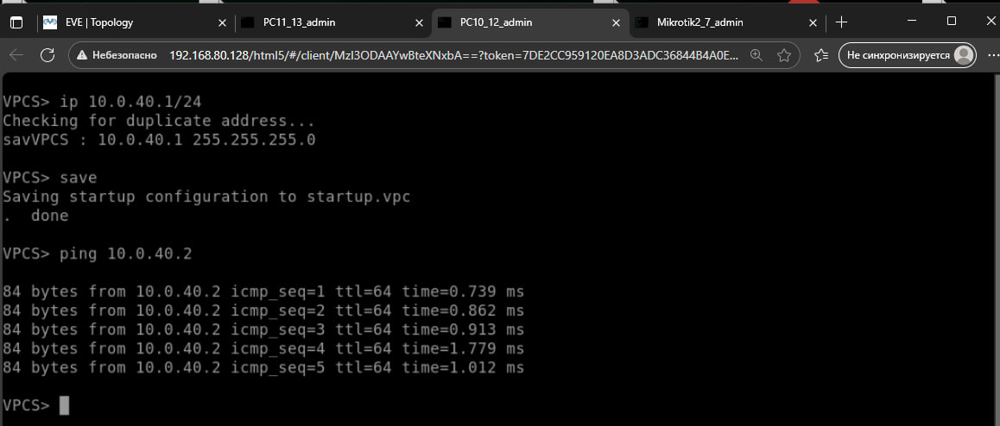 EVE | Topology
PC11_13_admin
PC10_12_admin
Mikrotik2_7_admin
Небезопасно
192.168.80.128/html5/#/client/MzI3ODAAYwBteXNxbA==?token=7DE2CC959120EA8D3ADC36844B4A0E...
Не синхронизируется
VPCS> ip 10.0.40.1/24
Checking for duplicate address...
savVPCS : 10.0.40.1 255.255.255.0
VPCS> save
Saving startup configuration to startup.vpc
.  done
VPCS> ping 10.0.40.2
84 bytes from 10.0.40.2 icmp_seq=1 ttl=64 time=0.739 ms
84 bytes from 10.0.40.2 icmp_seq=2 ttl=64 time=0.862 ms
84 bytes from 10.0.40.2 icmp_seq=3 ttl=64 time=0.913 ms
84 bytes from 10.0.40.2 icmp_seq=4 ttl=64 time=1.779 ms
84 bytes from 10.0.40.2 icmp_seq=5 ttl=64 time=1.012 ms
VPCS>